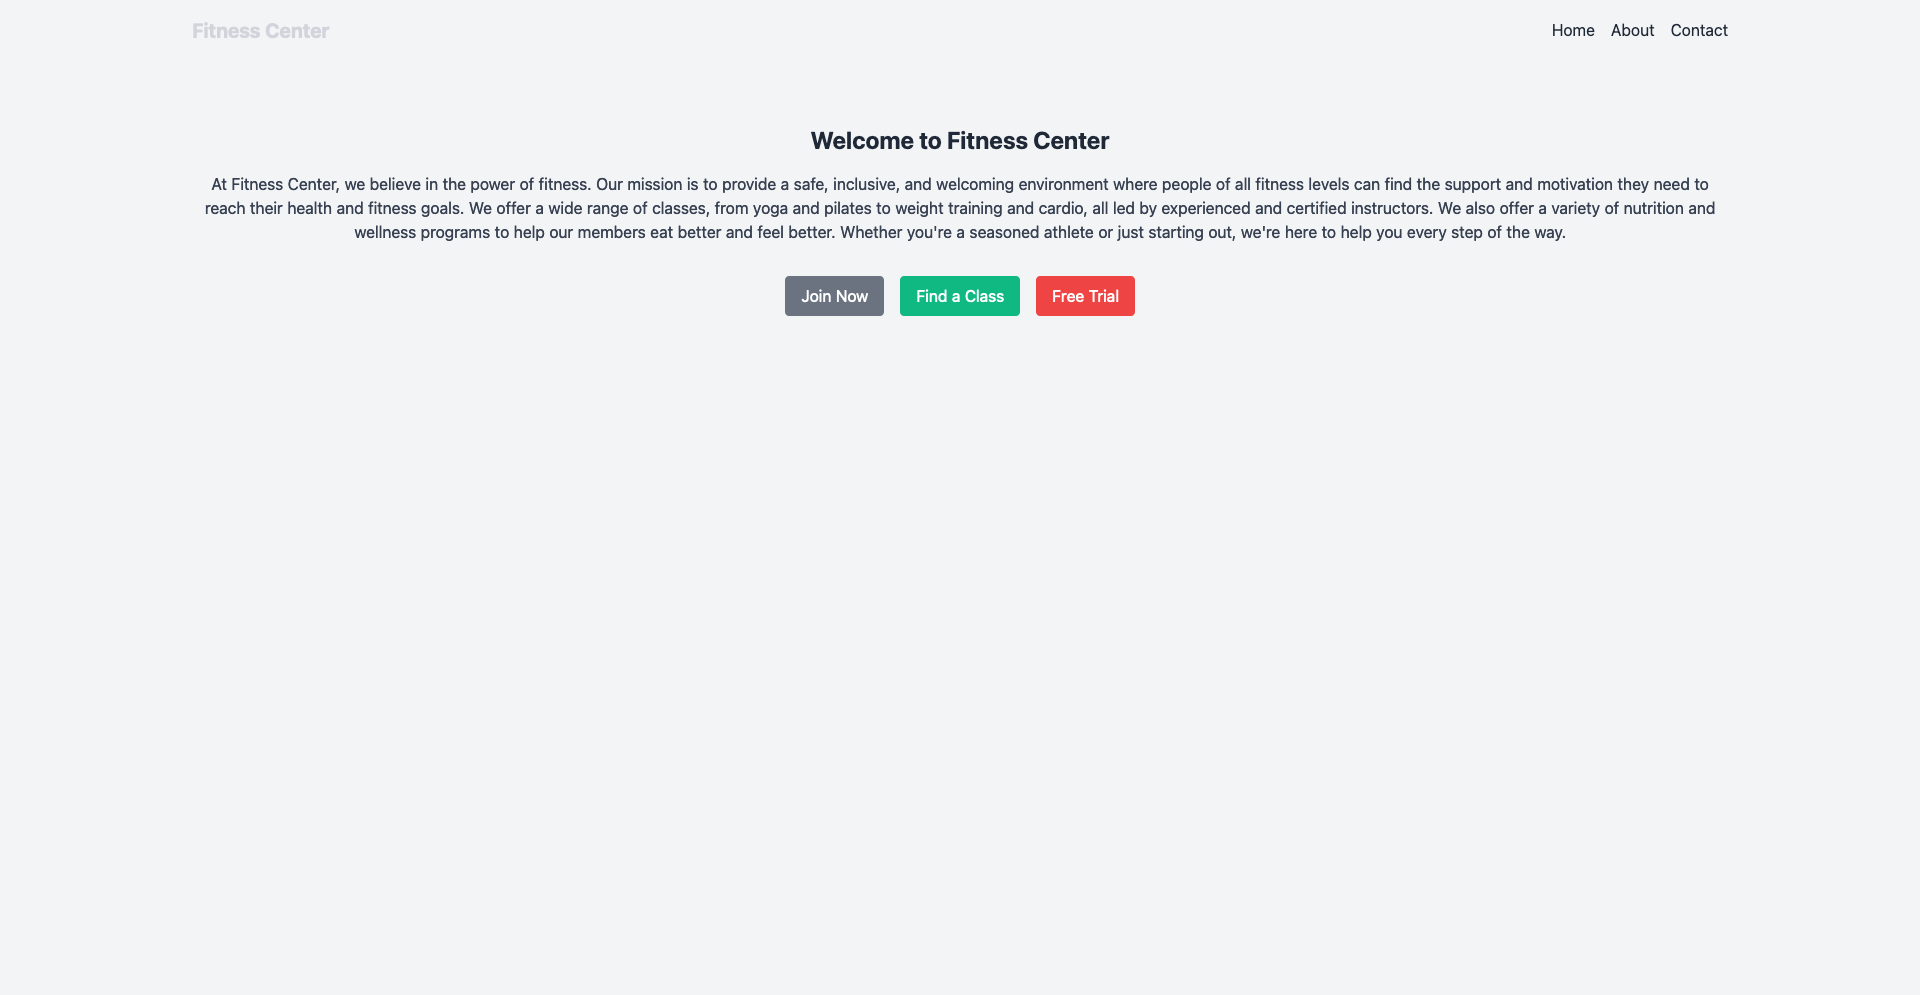 Fitness Center
Home About Contact
Welcome to Fitness Center
At Fitness Center, we believe in the power of fitness. Our mission is to provide a safe, inclusive, and welcoming environment where people of all fitness levels can find the support and motivation they need to
reach their health and fitness goals. We offer a wide range of classes, from yoga and pilates to weight training and cardio, all led by experienced and certified instructors. We also offer a variety of nutrition and
wellness programs to help our members eat better and feel better. Whether you're a seasoned athlete or just starting out, we're here to help you every step of the way.
Join Now Find a Class Free Trial